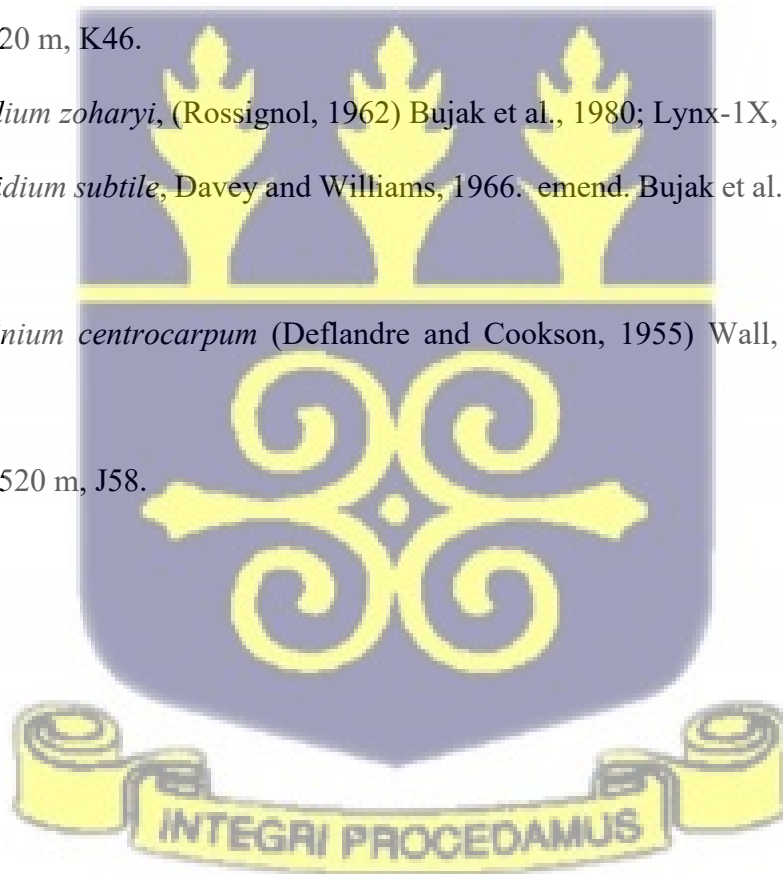 20 m, K46.
dium zoharyi, (Rossignol, 1962) Bujak et al., 1980; Lynx-1X,
idium subtile, Davey and Williams, 1966. emend. Bujak et al.
nium centrocarpum (Deflandre and Cookson, 1955) Wall,
520 m, J58.
INTEGRI PROCEDAMUS